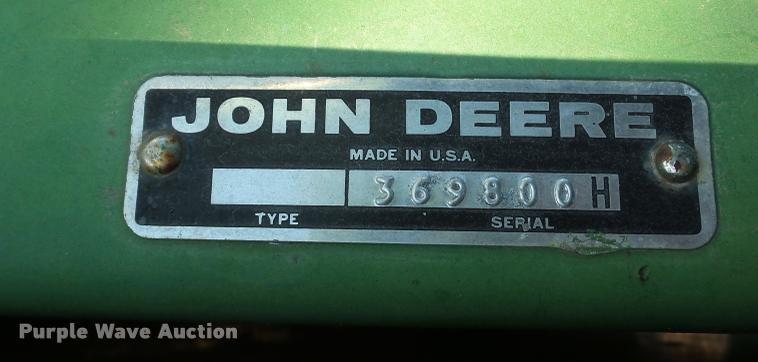 JOHN DEERE
MADE IN U.S.A.
369800H
TYPE SERIAL
Purple Wave Auction